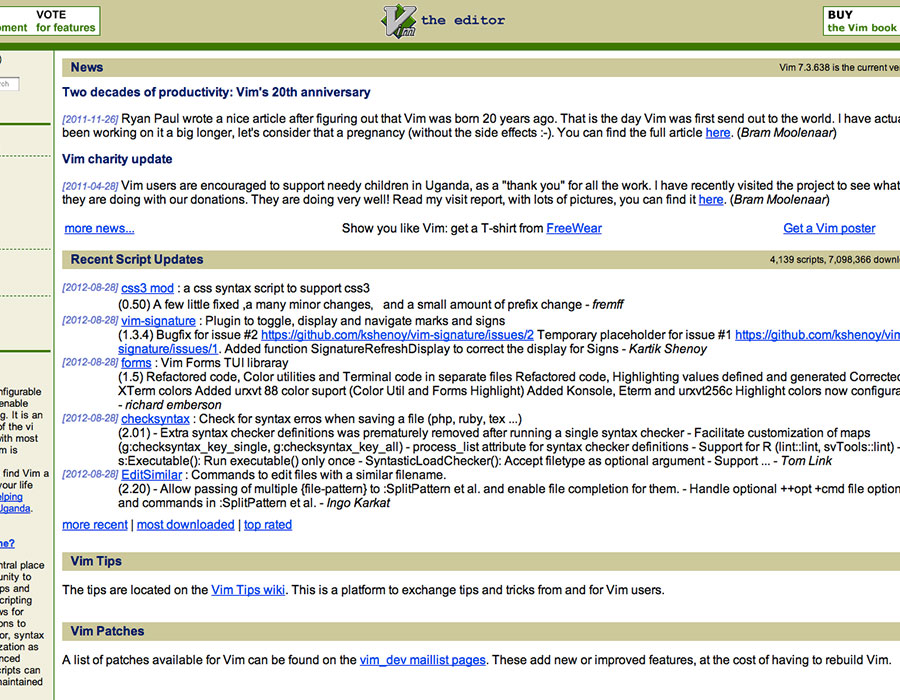 VOTE
ment for features
Vim the editor
BUY
the Vim book
News
Vim 7.3.638 is the current
Two decades of productivity: Vim's 20th anniversary
[2011-11-26] Ryan Paul wrote a nice article after figuring out that Vim was born 20 years ago. That is the day Vim was first send out to the world. I have
been working on it a big longer, let's consider that a pregnancy (without the side effects :-). You can find the full article here. (Bram Moolenaar)
Vim charity update
[2011-04-28] Vim users are encouraged to support needy children in Uganda, as a "thank you" for all the work. I have recently visited the project to see what
they are doing with our donations. They are doing very well! Read my visit report, with lots of pictures, you can find it here. (Bram Moolenaar)
more news...
Show you like Vim: get a T-shirt from FreeWear
Get a Vim poster
Recent Script Updates
4,139 scripts, 7,098,366
[2012-08-28] css3 mod : a css syntax script to support css3
(0.50) A few little fixed ,a many minor changes, and a small amount of prefix change - fremff
[2012-08-28] vim-signature : Plugin to toggle, display and navigate marks and signs
(1.3.4) Bugfix for issue #2 https://github.com/kshenoy/vim-signature/issues/2 Temporary placeholder for issue #1 https://github.com/kshenoy/vim-
signature/issues/1. Added function SignatureRefreshDisplay to correct the display for Signs - Kartik Shenoy
[2012-08-28] forms : Vim Forms TUI libraray
(1.5) Refactored code, Color utilities and Terminal code in separate files Refactored code, Highlighting values defined and generated Corrected
XTerm colors Added urxvt 88 color suport (Color Util and Forms Highlight) Added Konsole, Eterm and urxvt256c Highlight colors now
- richard emberson
[2012-08-28] checksyntax : Check for syntax erros when saving a file (php, ruby, tex ...)
(2.01) - Extra syntax checker definitions was prematurely removed after running a single syntax checker - Facilitate customization of maps
(g:checksyntax_key_single, g:checksyntax_key_all) - process_list attribute for syntax checker definitions - Support for R (lint::lint, svTools::lint) -
s:Executable(): Run executable() only once - SyntasticLoadChecker(): Accept filetype as optional argument - Support ... - Tom Link
[2012-08-28] EditSimilar : Commands to edit files with a similar filename.
(2.20) - Allow passing of multiple {file-pattern} to :SplitPattern et al. and enable file completion for them. - Handle optional ++opt +cmd file
and commands in :SplitPattern et al. - Ingo Karkat
more recent | most downloaded | top rated
Vim Tips
The tips are located on the Vim Tips wiki. This is a platform to exchange tips and tricks from and for Vim users.
Vim Patches
A list of patches available for Vim can be found on the vim_dev maillist pages. These add new or improved features, at the cost of having to rebuild Vim.
nfigurable
enable
g. It is an
of the vi
with most
m is
find Vim a
your life
elping
Uganda.
me?
ntral place
unity to
ps and
cripting
ws for
ons to
or, syntax
zation as
nced
cripts can
maintained